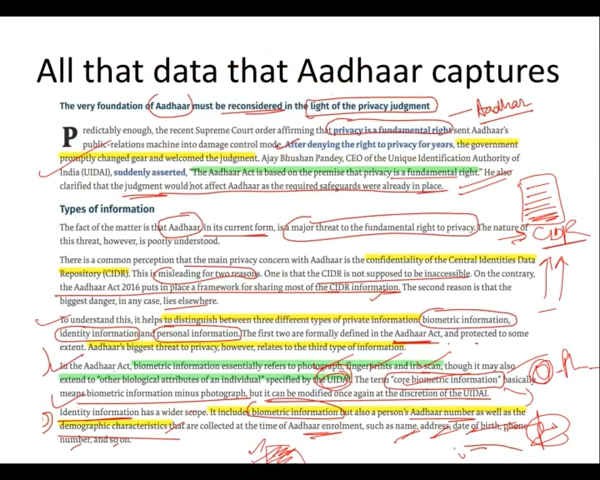 All that data that Aadhaar captures
The very foundation of Aadhaar must be reconsidered in the light of the privacy judgment
Aadhar
Predictably enough, the recent Supreme Court order affirming that privacy is a fundamental right sent Aadhaar's
public-relations machine into damage control mode. After denying the right to privacy for years, the government
promptly changed gear and welcomed the judgment. Ajay Bhushan Pandey, CEO of the Unique Identification Authority of
India (UIDAI), suddenly asserted, "The Aadhaar Act is based on the premise that privacy is a fundamental right." He also
clarified that the judgment would not affect Aadhaar as the required safeguards were already in place.
Types of information
The fact of the matter is that Aadhaar, in its current form, is a major threat to the fundamental right to privacy. The nature of
this threat, however, is poorly understood.
CIDR
There is a common perception that the main privacy concern with Aadhaar is the confidentiality of the Central Identities Data
Repository (CIDR). This is misleading for two reasons. One is that the CIDR is not supposed to be inaccessible. On the contrary,
the Aadhaar Act 2016 puts in place a framework for sharing most of the CIDR information. The second reason is that the
biggest danger, in any case, lies elsewhere.
To understand this, it helps to distinguish between three different types of private information: biometric information,
identity information and personal information. The first two are formally defined in the Aadhaar Act, and protected to some
extent. Aadhaar's biggest threat to privacy, however, relates to the third type of information.
In the Aadhaar Act, biometric information essentially refers to photograph, fingerprints and iris scan, though it may also
extend to "other biological attributes of an individual" specified by the UIDAI. The term "core biometric information" basically
means biometric information minus photograph, but it can be modified once again at the discretion of the UIDAI.
Identity information has a wider scope. It includes biometric information but also a person's Aadhaar number as well as the
demographic characteristics that are collected at the time of Aadhaar enrolment, such as name, address, date of birth, phone
number, and so on.